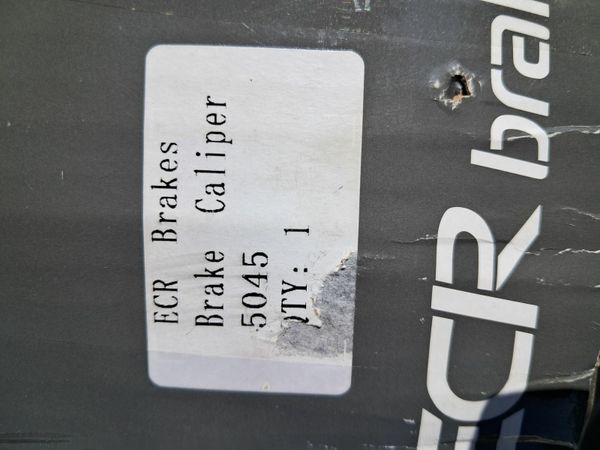 ECR Brakes
Brake Caliper
5045
QTY: 1
ECR